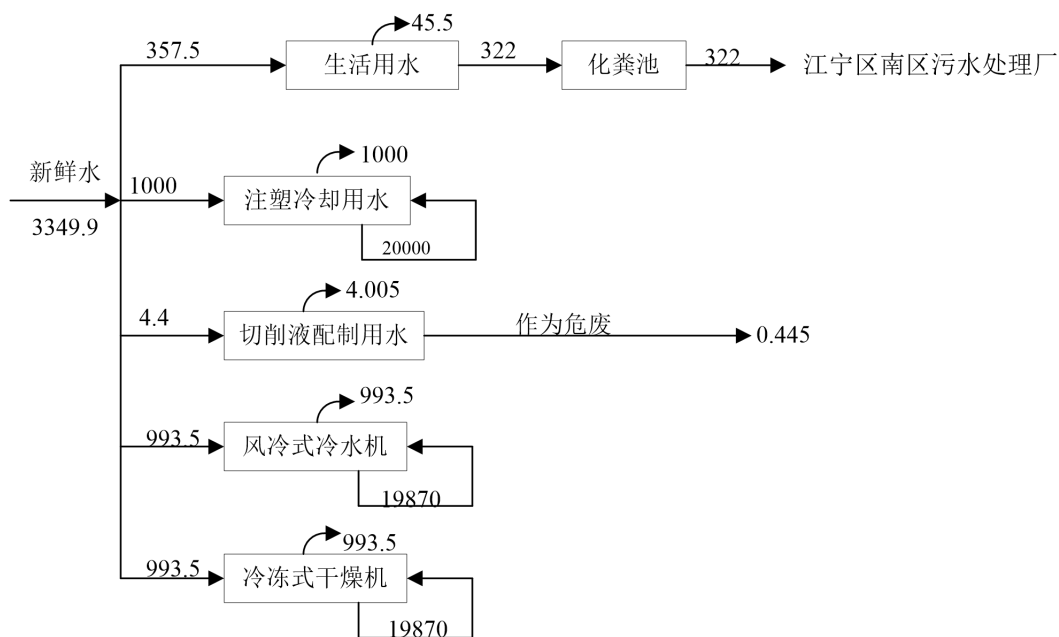 45.5
357.5
生活用水
322
化粪池
322
江宁区南区污水处理厂
新鲜水
3349.9
1000
1000
注塑冷却用水
20000
4.005
4.4
切削液配制用水
作为危废
0.445
993.5
993.5
风冷式冷水机
19870
993.5
993.5
冷冻式干燥机
19870